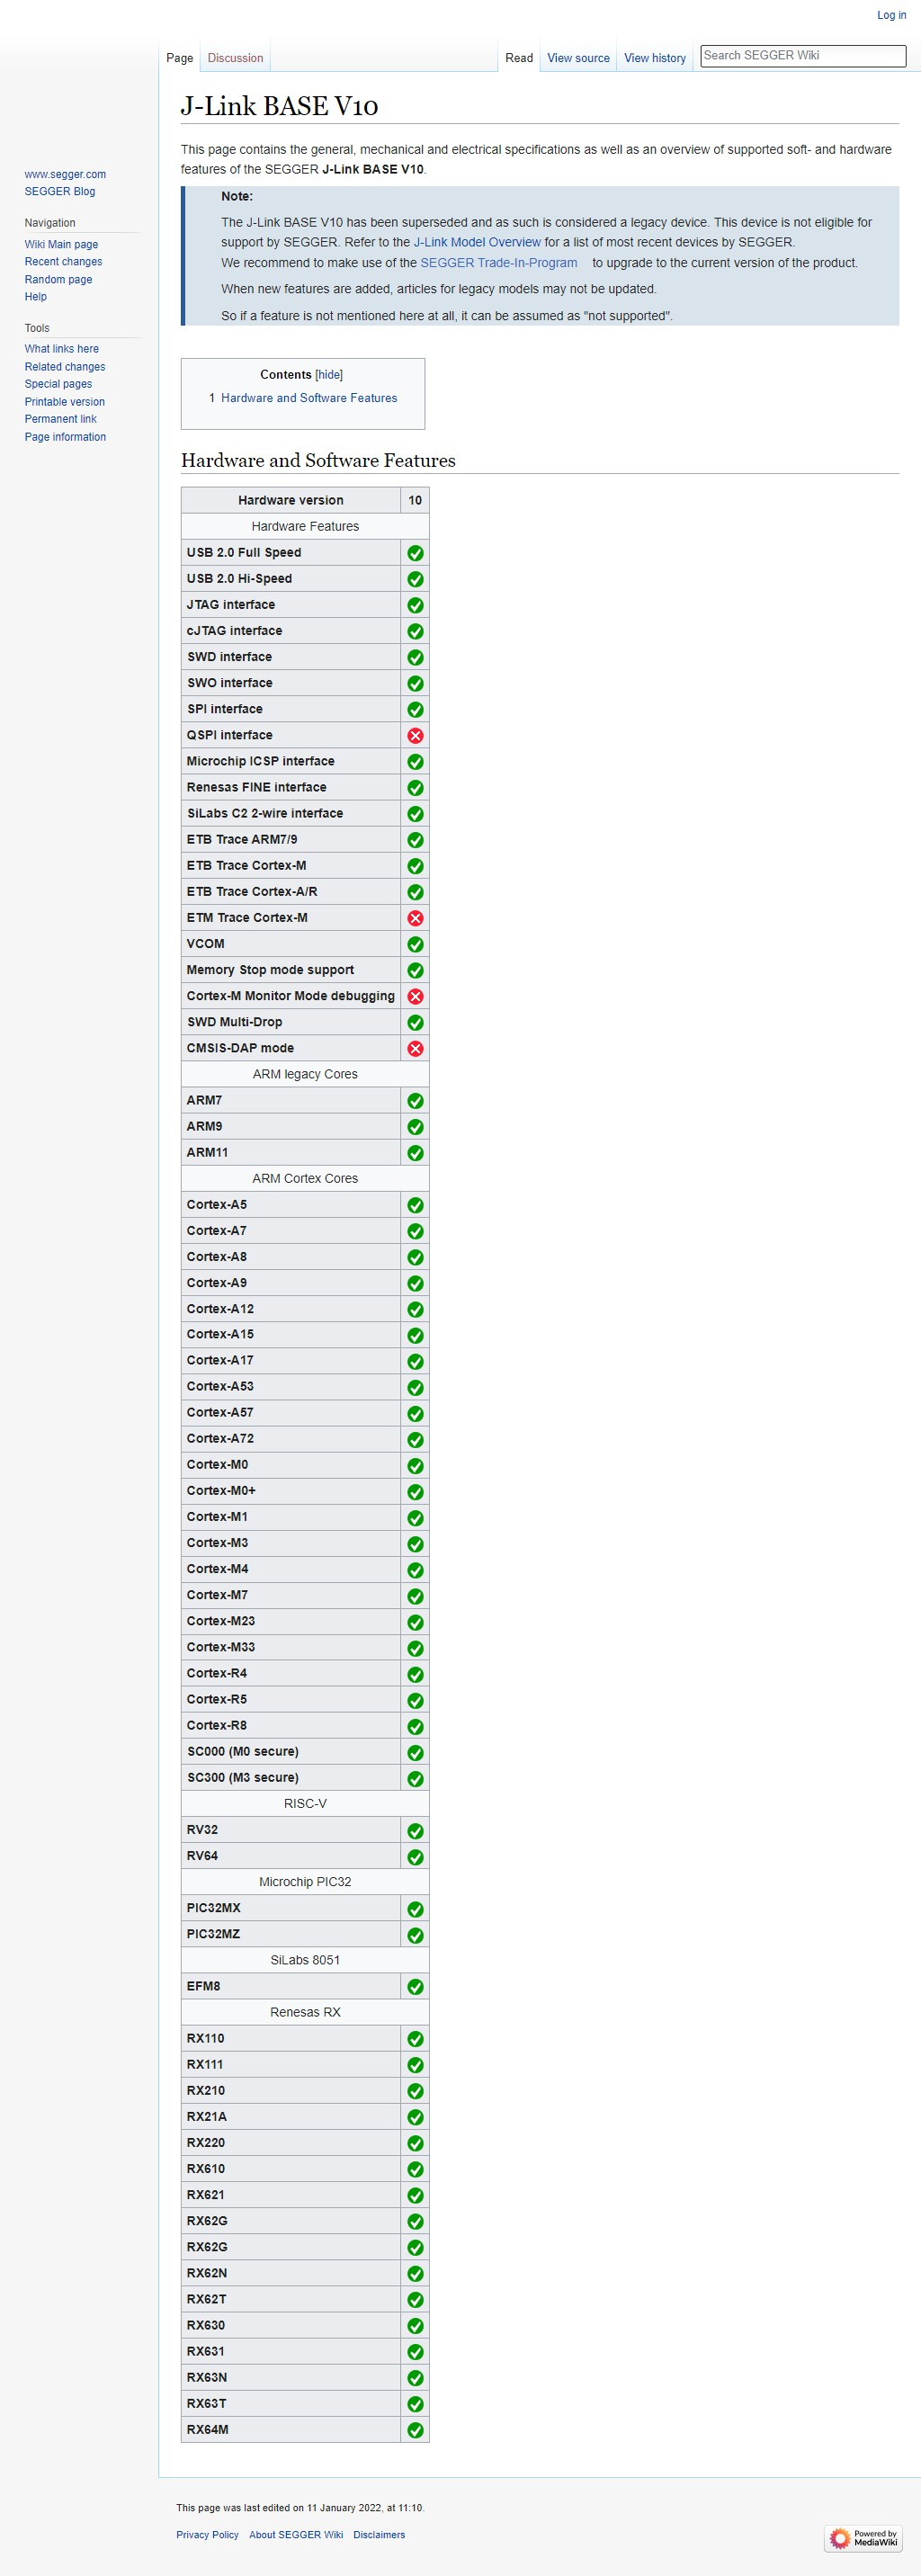 Log in
Page
Discussion
Read
View source
View history
Search SEGGER Wiki
J-Link BASE V10
This page contains the general, mechanical and electrical specifications as well as an overview of supported soft- and hardware
features of the SEGGER J-Link BASE V10.
Note:
The J-Link BASE V10 has been superseded and as such is considered a legacy device. This device is not eligible for
support by SEGGER. Refer to the J-Link Model Overview for a list of most recent devices by SEGGER.
We recommend to make use of the SEGGER Trade-In-Program to upgrade to the current version of the product.
When new features are added, articles for legacy models may not be updated.
So if a feature is not mentioned here at all, it can be assumed as "not supported".
www.segger.com
SEGGER Blog
Navigation
Wiki Main page
Recent changes
Random page
Help
Tools
What links here
Related changes
Special pages
Printable version
Permanent link
Page information
Contents [hide]
1 Hardware and Software Features
Hardware and Software Features
Hardware version 10
Hardware Features
USB 2.0 Full Speed
USB 2.0 Hi-Speed
JTAG interface
cJTAG interface
SWD interface
SWO interface
SPI interface
QSPI interface
Microchip ICSP interface
Renesas FINE interface
SiLabs C2 2-wire interface
ETB Trace ARM7/9
ETB Trace Cortex-M
ETB Trace Cortex-A/R
ETM Trace Cortex-M
VCOM
Memory Stop mode support
Cortex-M Monitor Mode debugging
SWD Multi-Drop
CMSIS-DAP mode
ARM legacy Cores
ARM7
ARM9
ARM11
ARM Cortex Cores
Cortex-A5
Cortex-A7
Cortex-A8
Cortex-A9
Cortex-A12
Cortex-A15
Cortex-A17
Cortex-A53
Cortex-A57
Cortex-A72
Cortex-M0
Cortex-M0+
Cortex-M1
Cortex-M3
Cortex-M4
Cortex-M7
Cortex-M23
Cortex-M33
Cortex-R4
Cortex-R5
Cortex-R8
SC000 (M0 secure)
SC300 (M3 secure)
RISC-V
RV32
RV64
Microchip PIC32
PIC32MX
PIC32MZ
SiLabs 8051
EFM8
Renesas RX
RX110
RX111
RX210
RX21A
RX220
RX610
RX621
RX62G
RX62G
RX62N
RX62T
RX630
RX631
RX63N
RX63T
RX64M
This page was last edited on 11 January 2022, at 11:10.
Privacy Policy
About SEGGER Wiki
Disclaimers
Powered by
MediaWiki